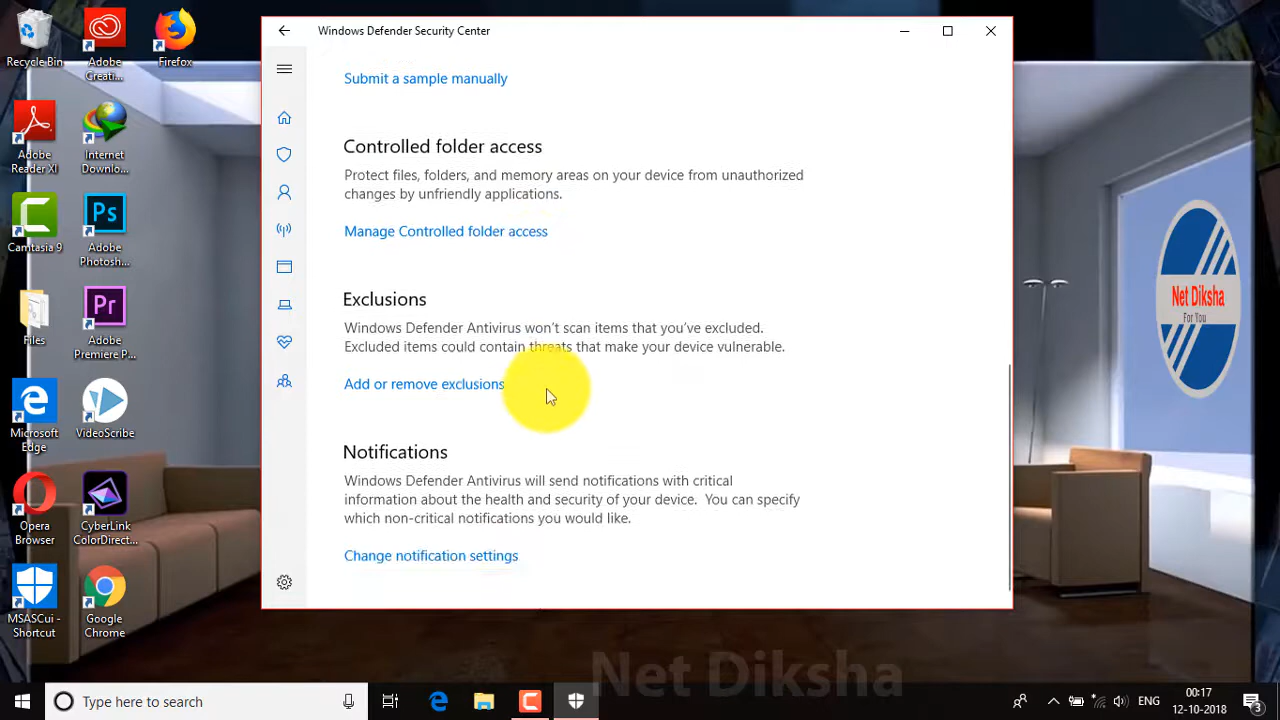 Recycle Bin
Adobe
Creati...
Firefox
Adobe
Reader XI
Internet
Downlo...
Camtasia 9
Adobe
Photosh...
Files
Adobe
Premiere P...
Microsoft
Edge
VideoScribe
Opera
Browser
CyberLink
ColorDirect...
MSASCui -
Shortcut
Google
Chrome
Ps
Pr
Windows Defender Security Center
Submit a sample manually
Controlled folder access
Protect files, folders, and memory areas on your device from unauthorized
changes by unfriendly applications.
Manage Controlled folder access
Exclusions
Windows Defender Antivirus won't scan items that you've excluded.
Excluded items could contain threats that make your device vulnerable.
Add or remove exclusions
Notifications
Windows Defender Antivirus will send notifications with critical
information about the health and security of your device.  You can specify
which non-critical notifications you would like.
Change notification settings
Net Diksha
For You
Net Diksha
Type here to search
ENG
00:17
12-10-2018
3